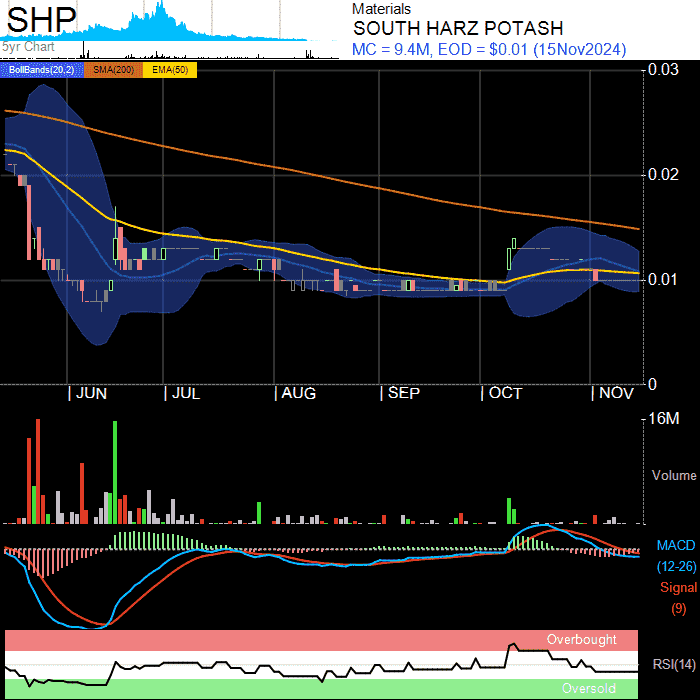 SHP
5yr Chart
Materials
SOUTH HARZ POTASH
MC = 9.4M, EOD = $0.01 (15Nov2024)
BollBands(20,2) SMA(200) EMA(50)
0.03
0.02
0.01
0
JUN JUL AUG SEP OCT NOV
16M
Volume
MACD
(12-26)
Signal
(9)
Overbought
RSI(14)
Oversold